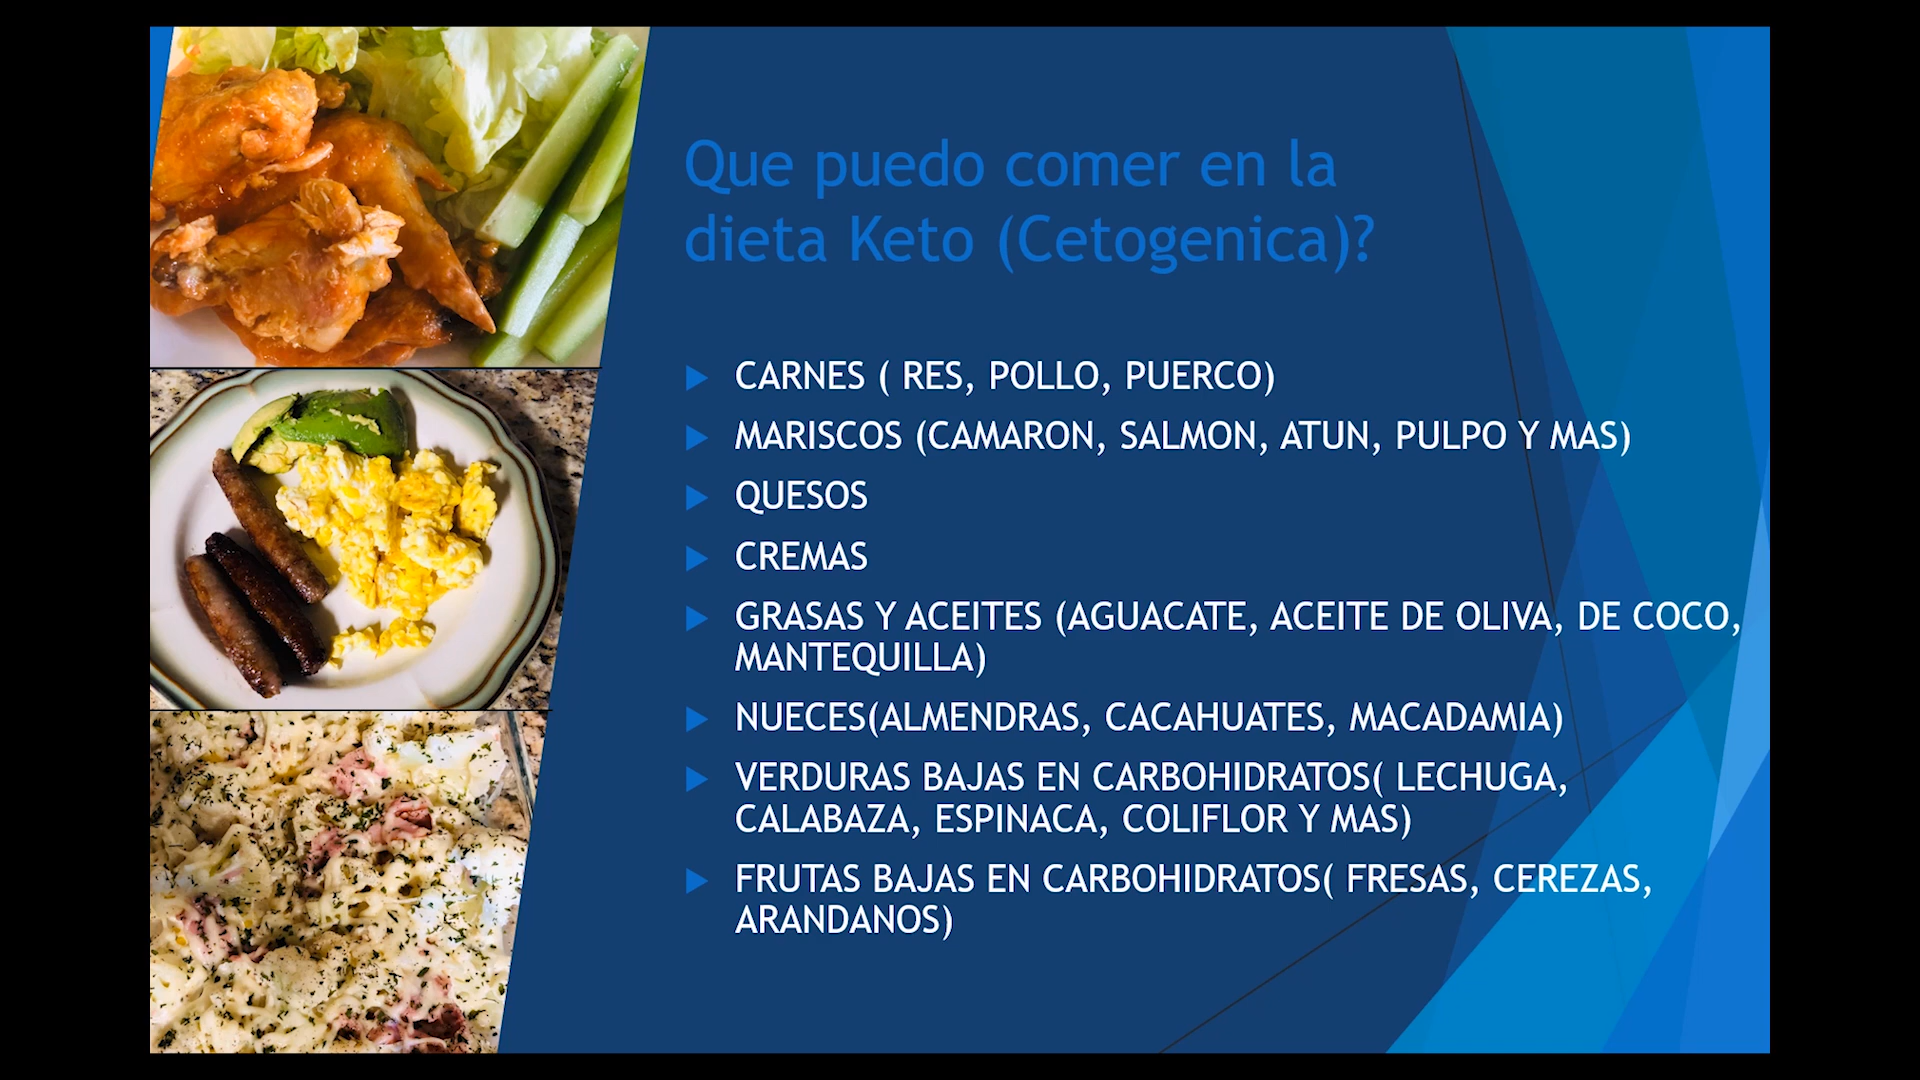 Que puedo comer en la
dieta Keto (Cetogenica)?
CARNES ( RES, POLLO, PUERCO)
MARISCOS (CAMARON, SALMON, ATUN, PULPO Y MAS)
QUESOS
CREMAS
GRASAS Y ACEITES (AGUACATE, ACEITE DE OLIVA, DE COCO,
MANTEQUILLA)
NUECES(ALMENDRAS, CACAHUATES, MACADAMIA)
VERDURAS BAJAS EN CARBOHIDRATOS( LECHUGA,
CALABAZA, ESPINACA, COLIFLOR Y MAS)
FRUTAS BAJAS EN CARBOHIDRATOS( FRESAS, CEREZAS,
ARANDANOS)